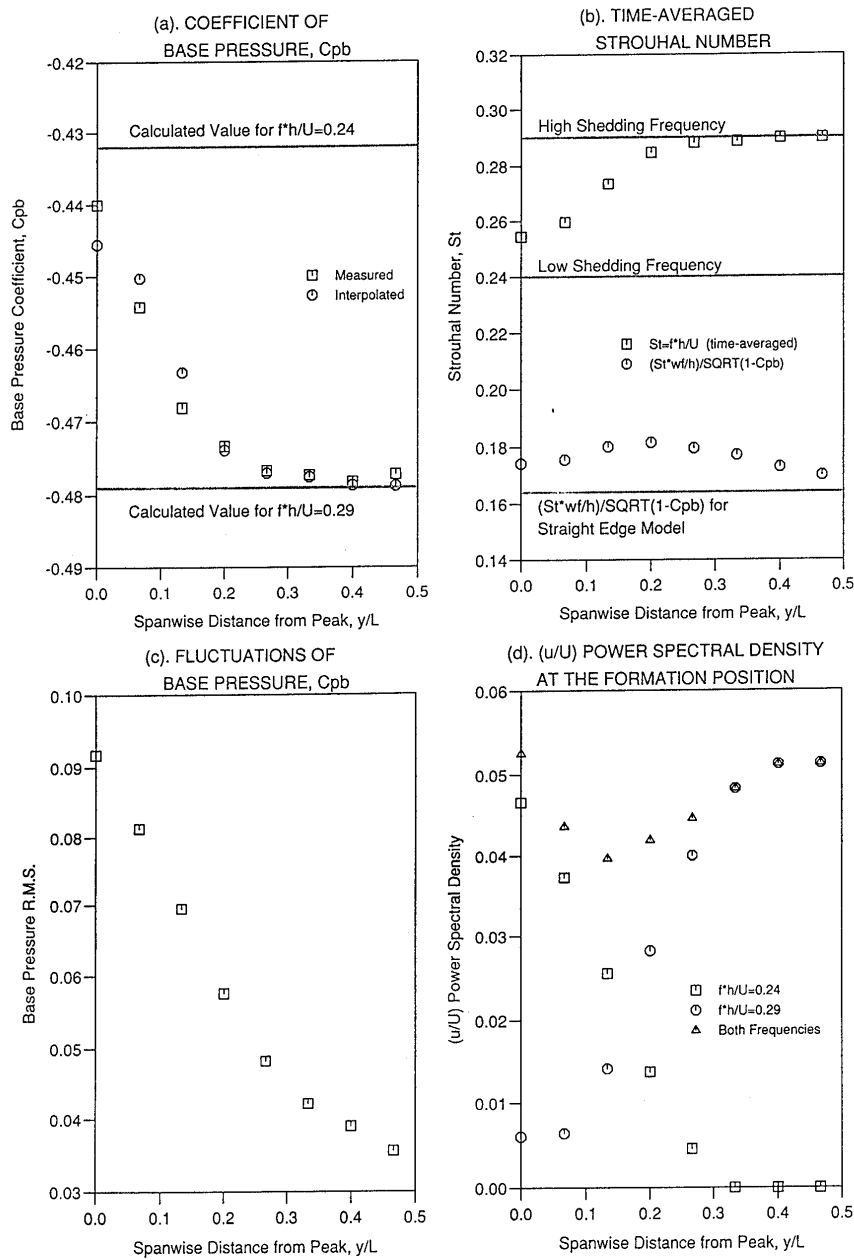 (a). COEFFICIENT OF
BASE PRESSURE, Cpb
-0.42
-0.43
-0.44
-0.45
-0.46
-0.47
-0.48
-0.49
Base Pressure Coefficient, Cpb
Calculated Value for f*h/U=0.24
Measured
Interpolated
Calculated Value for f*h/U=0.29
0.0 0.1 0.2 0.3 0.4 0.5
Spanwise Distance from Peak, y/L
(b). TIME-AVERAGED
STROUHAL NUMBER
0.32
0.30
0.28
0.26
0.24
0.22
0.20
0.18
0.16
0.14
Strouhal Number, St
High Shedding Frequency
Low Shedding Frequency
St=f*h/U (time-averaged)
(St*wf/h)/SQRT(1-Cpb)
(St*wf/h)/SQRT(1-Cpb) for
Straight Edge Model
0.0 0.1 0.2 0.3 0.4 0.5
Spanwise Distance from Peak, y/L
(c). FLUCTUATIONS OF
BASE PRESSURE, Cpb
0.10
0.09
0.08
0.07
0.06
0.05
0.04
0.03
Base Pressure R.M.S.
0.0 0.1 0.2 0.3 0.4 0.5
Spanwise Distance from Peak, y/L
(d). (u/U) POWER SPECTRAL DENSITY
AT THE FORMATION POSITION
0.06
0.05
0.04
0.03
0.02
0.01
0.00
(u/U) Power Spectral Density
f*h/U=0.24
f*h/U=0.29
Both Frequencies
0.0 0.1 0.2 0.3 0.4 0.5
Spanwise Distance from Peak, y/L